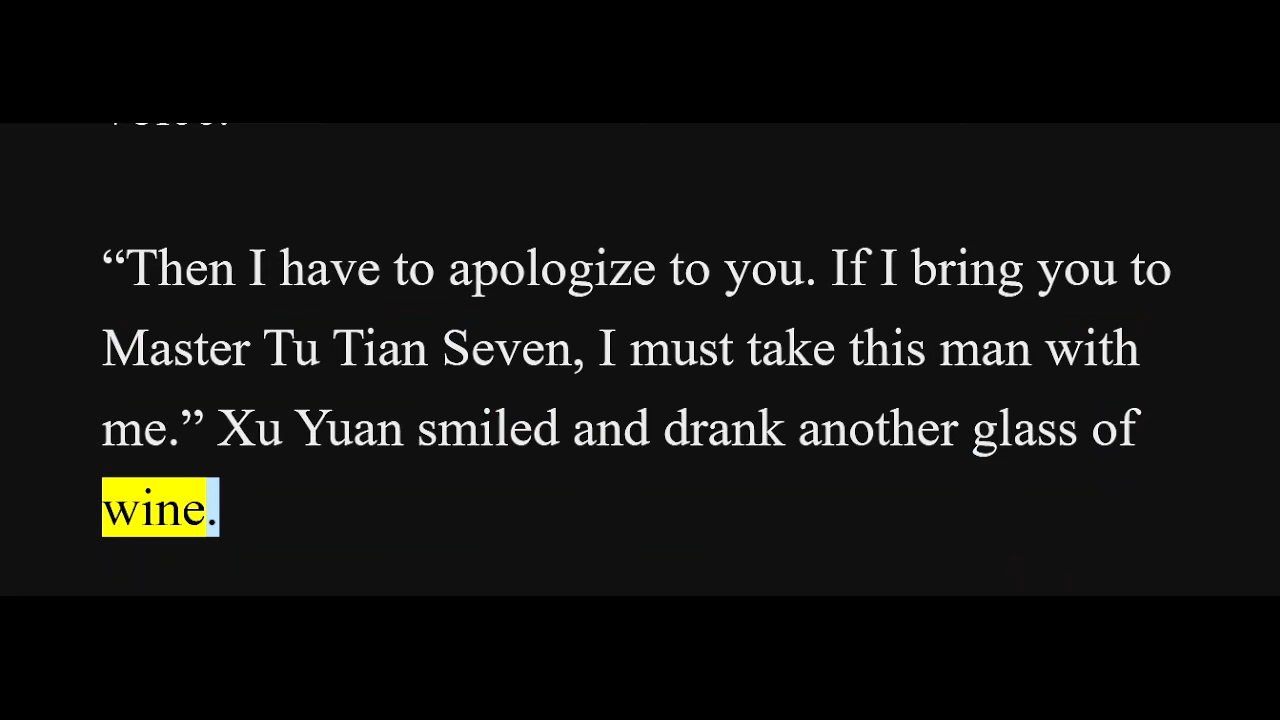 “Then I have to apologize to you. If I bring you to
Master Tu Tian Seven, I must take this man with
me.” Xu Yuan smiled and drank another glass of
wine.